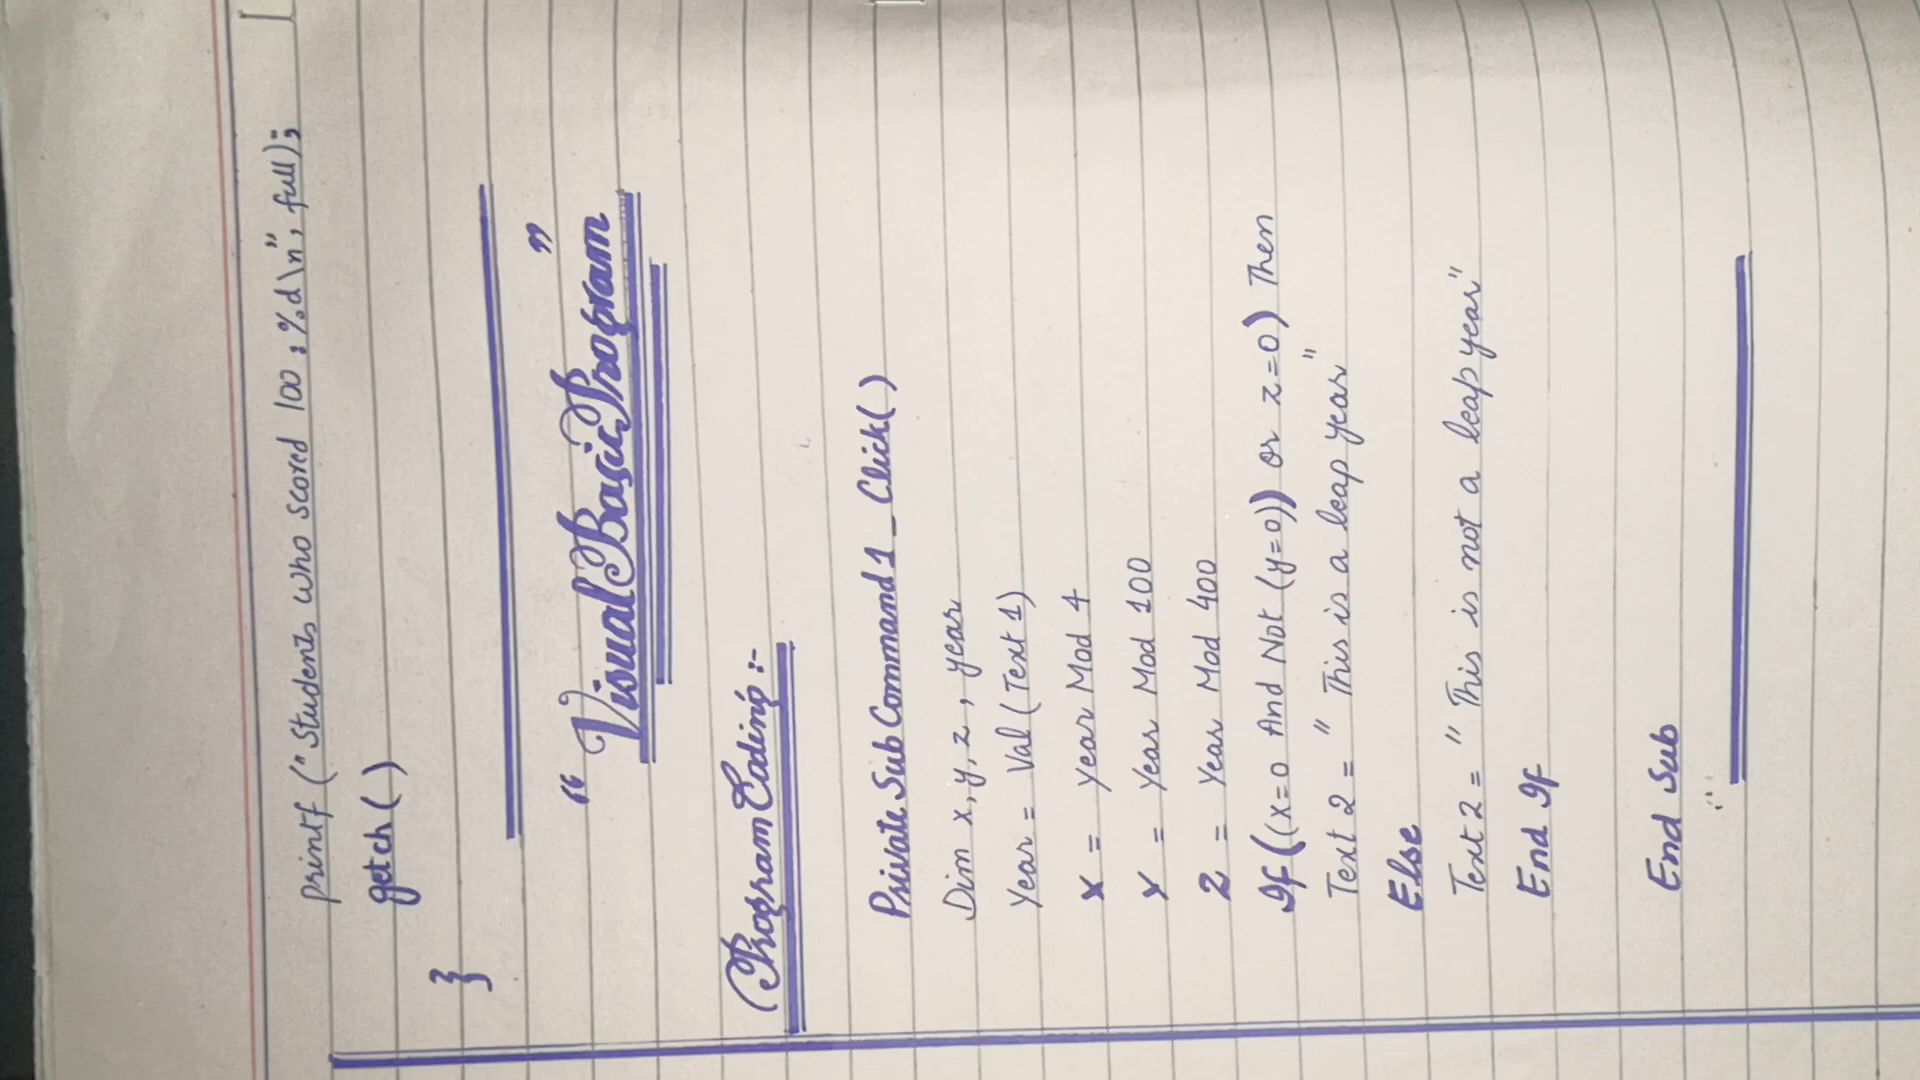 printf ("Students who scored 100 : %d\n", full);
getch()
}
"Visual Basic Program"
Program Coding :-
Private Sub Command1_Click()
Dim x, y, z, year
Year = Val (Text 1)
x = year Mod 4
y = Year Mod 100
z = Year Mod 400
If ((x=0 And Not (y=0)) or z=0) Then
Text 2 = " This is a leap year"
Else
Text 2 = " This is not a leap year"
End If
End Sub